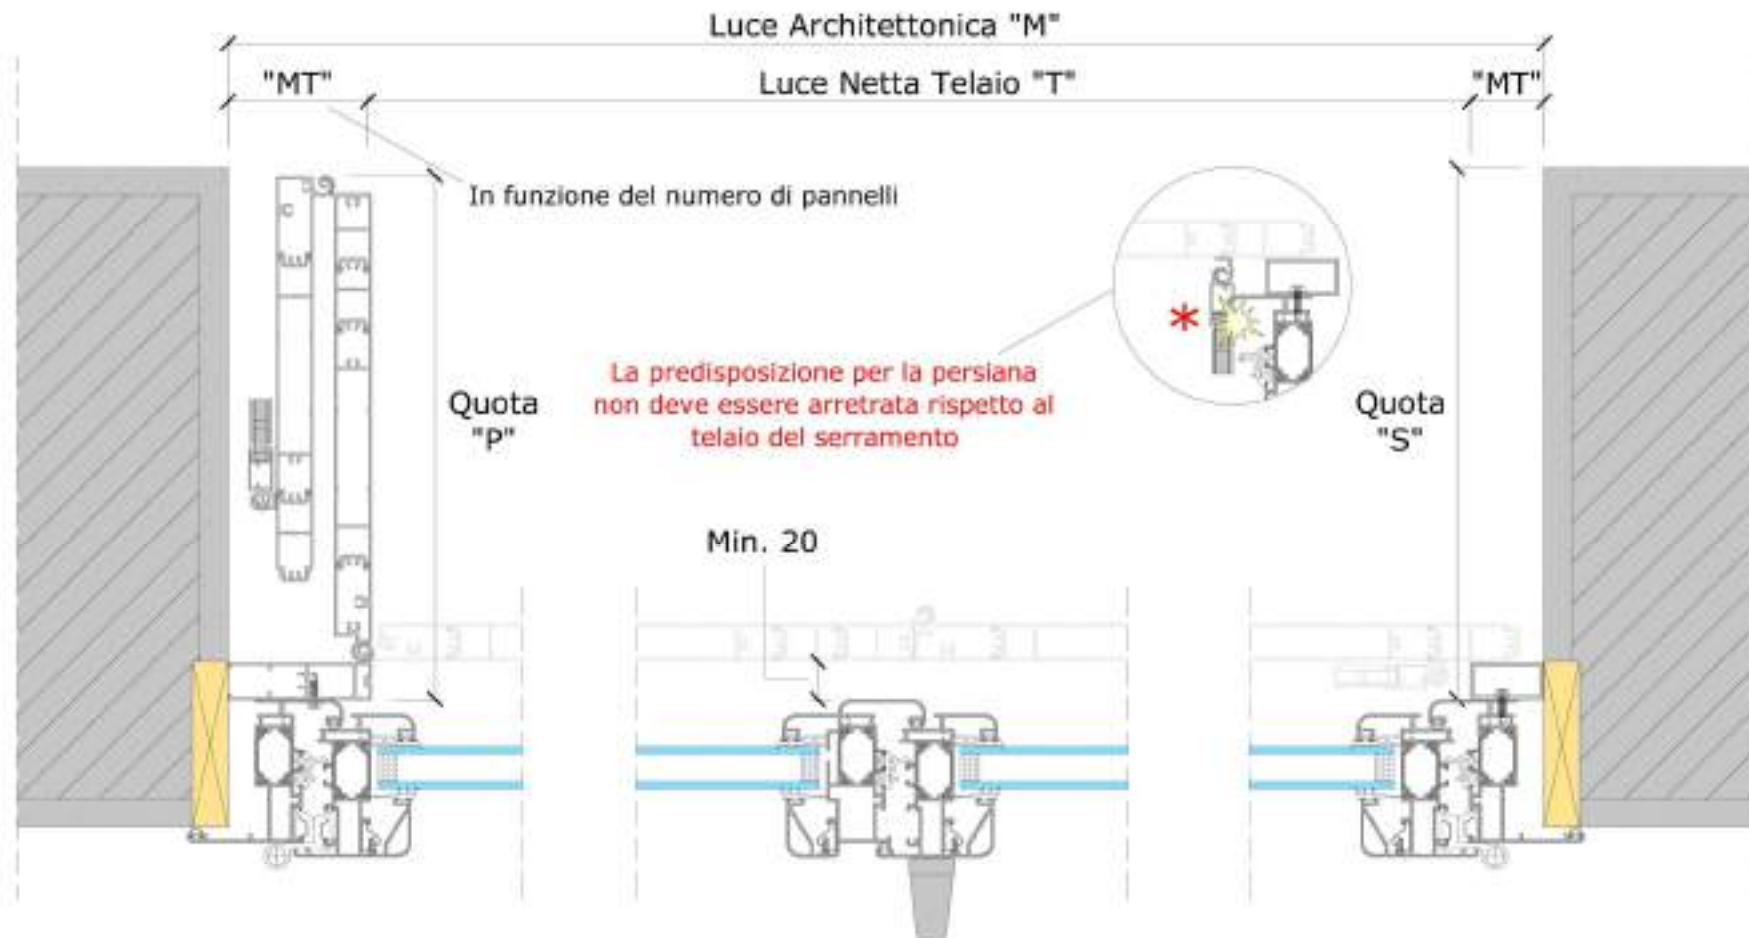 Luce Architettonica "M"
"MT"
Luce Netta Telaio "T"
"MT"
In funzione del numero di pannelli
*
La predisposizione per la persiana
non deve essere arretrata rispetto al
telaio del serramento
Quota
"P"
Quota
"S"
Min. 20